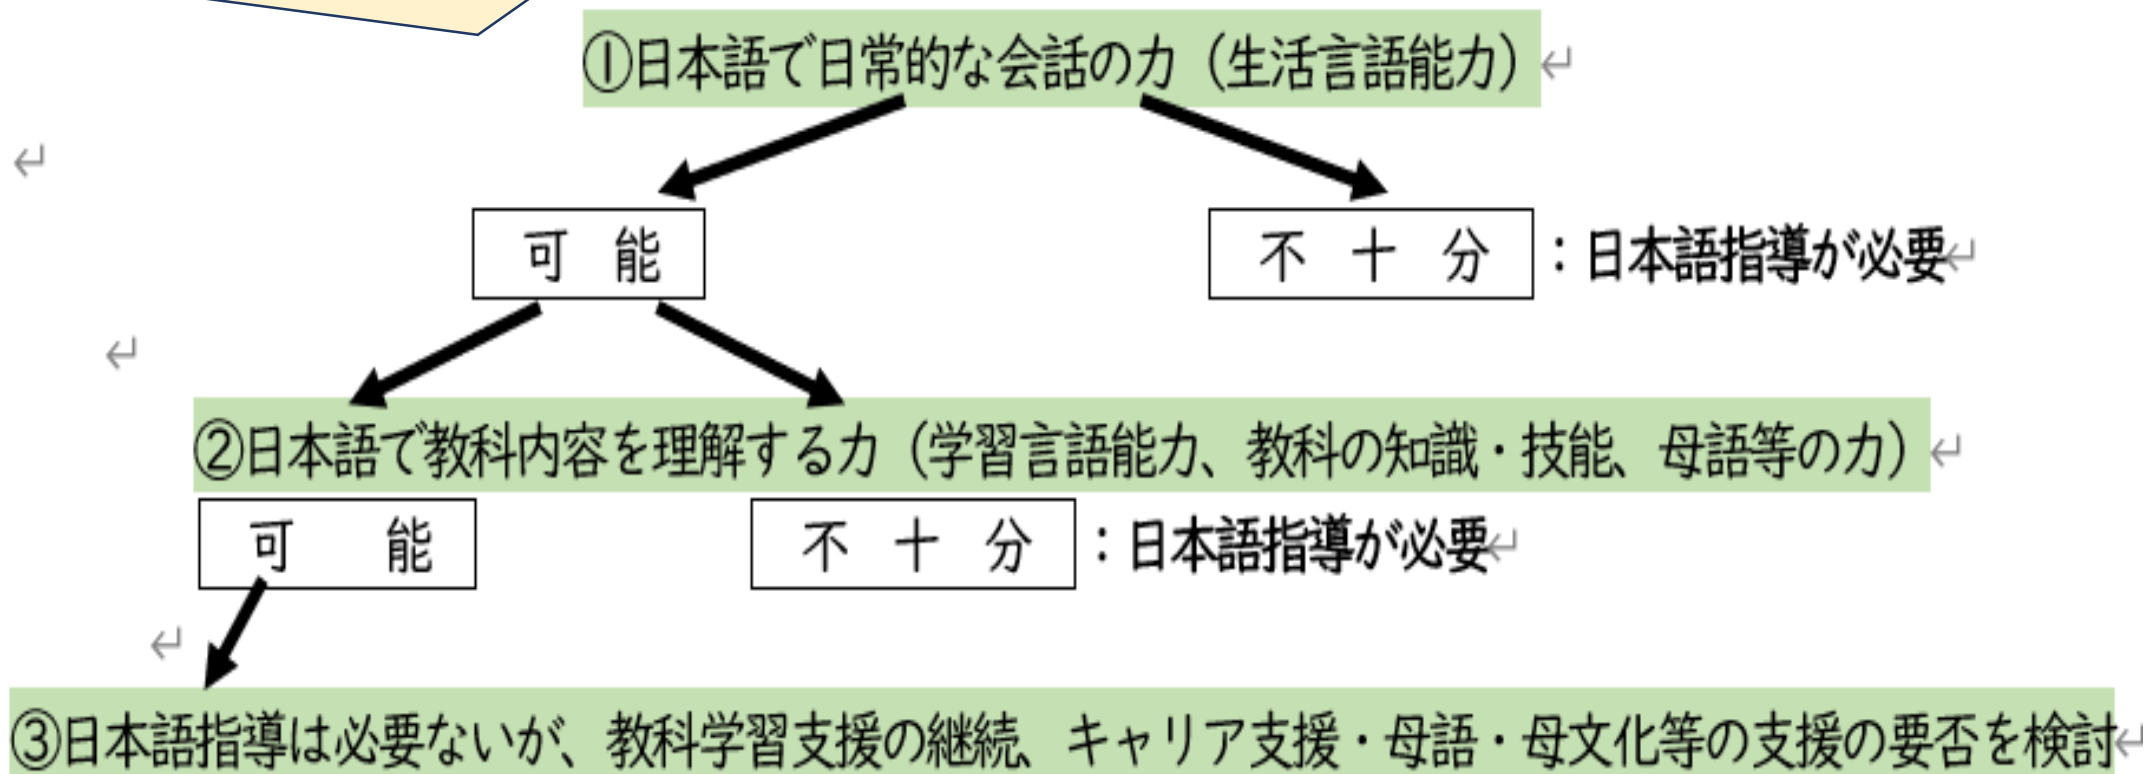 ①日本語で日常的な会話の力（生活言語能力）
可　能
不　十　分：日本語指導が必要
②日本語で教科内容を理解する力（学習言語能力、教科の知識・技能、母語等の力）
可　　能
不　十　分：日本語指導が必要
③日本語指導は必要ないが、教科学習支援の継続、キャリア支援・母語・母文化等の支援の要否を検討